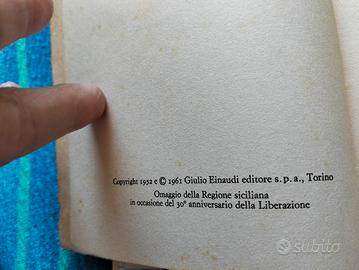 Copyright 1952 e © 1961 Giulio Einaudi editore s. p. a., Torino
Omaggio della Regione siciliana
in occasione del 30° anniversario della Liberazione
subito